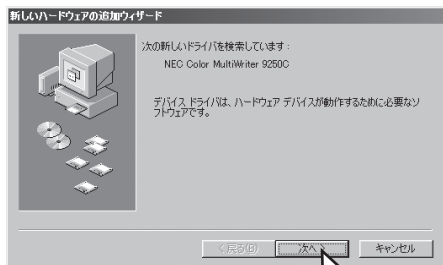 新しいハードウェアの追加ウィザード
次の新しいドライバを検索しています:
NEC Color MultiWriter 9250C
デバイス ドライバは、ハードウェア デバイスが動作するために必要なソ
フトウェアです。
< 戻る(B)
次へ >
キャンセル